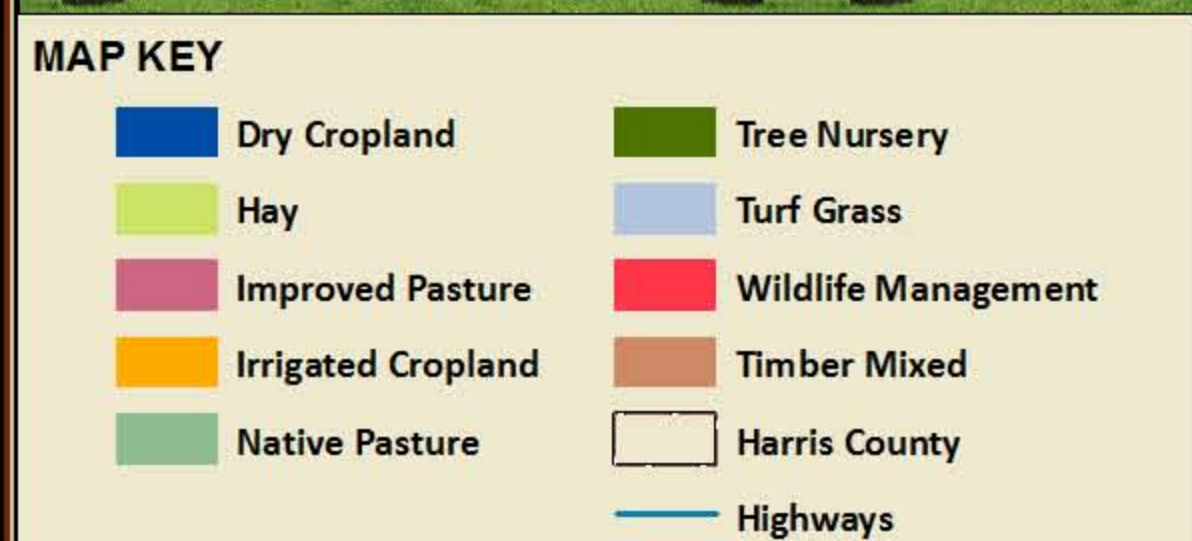 MAP KEY
Dry Cropland
Hay
Improved Pasture
Irrigated Cropland
Native Pasture
Tree Nursery
Turf Grass
Wildlife Management
Timber Mixed
Harris County
Highways